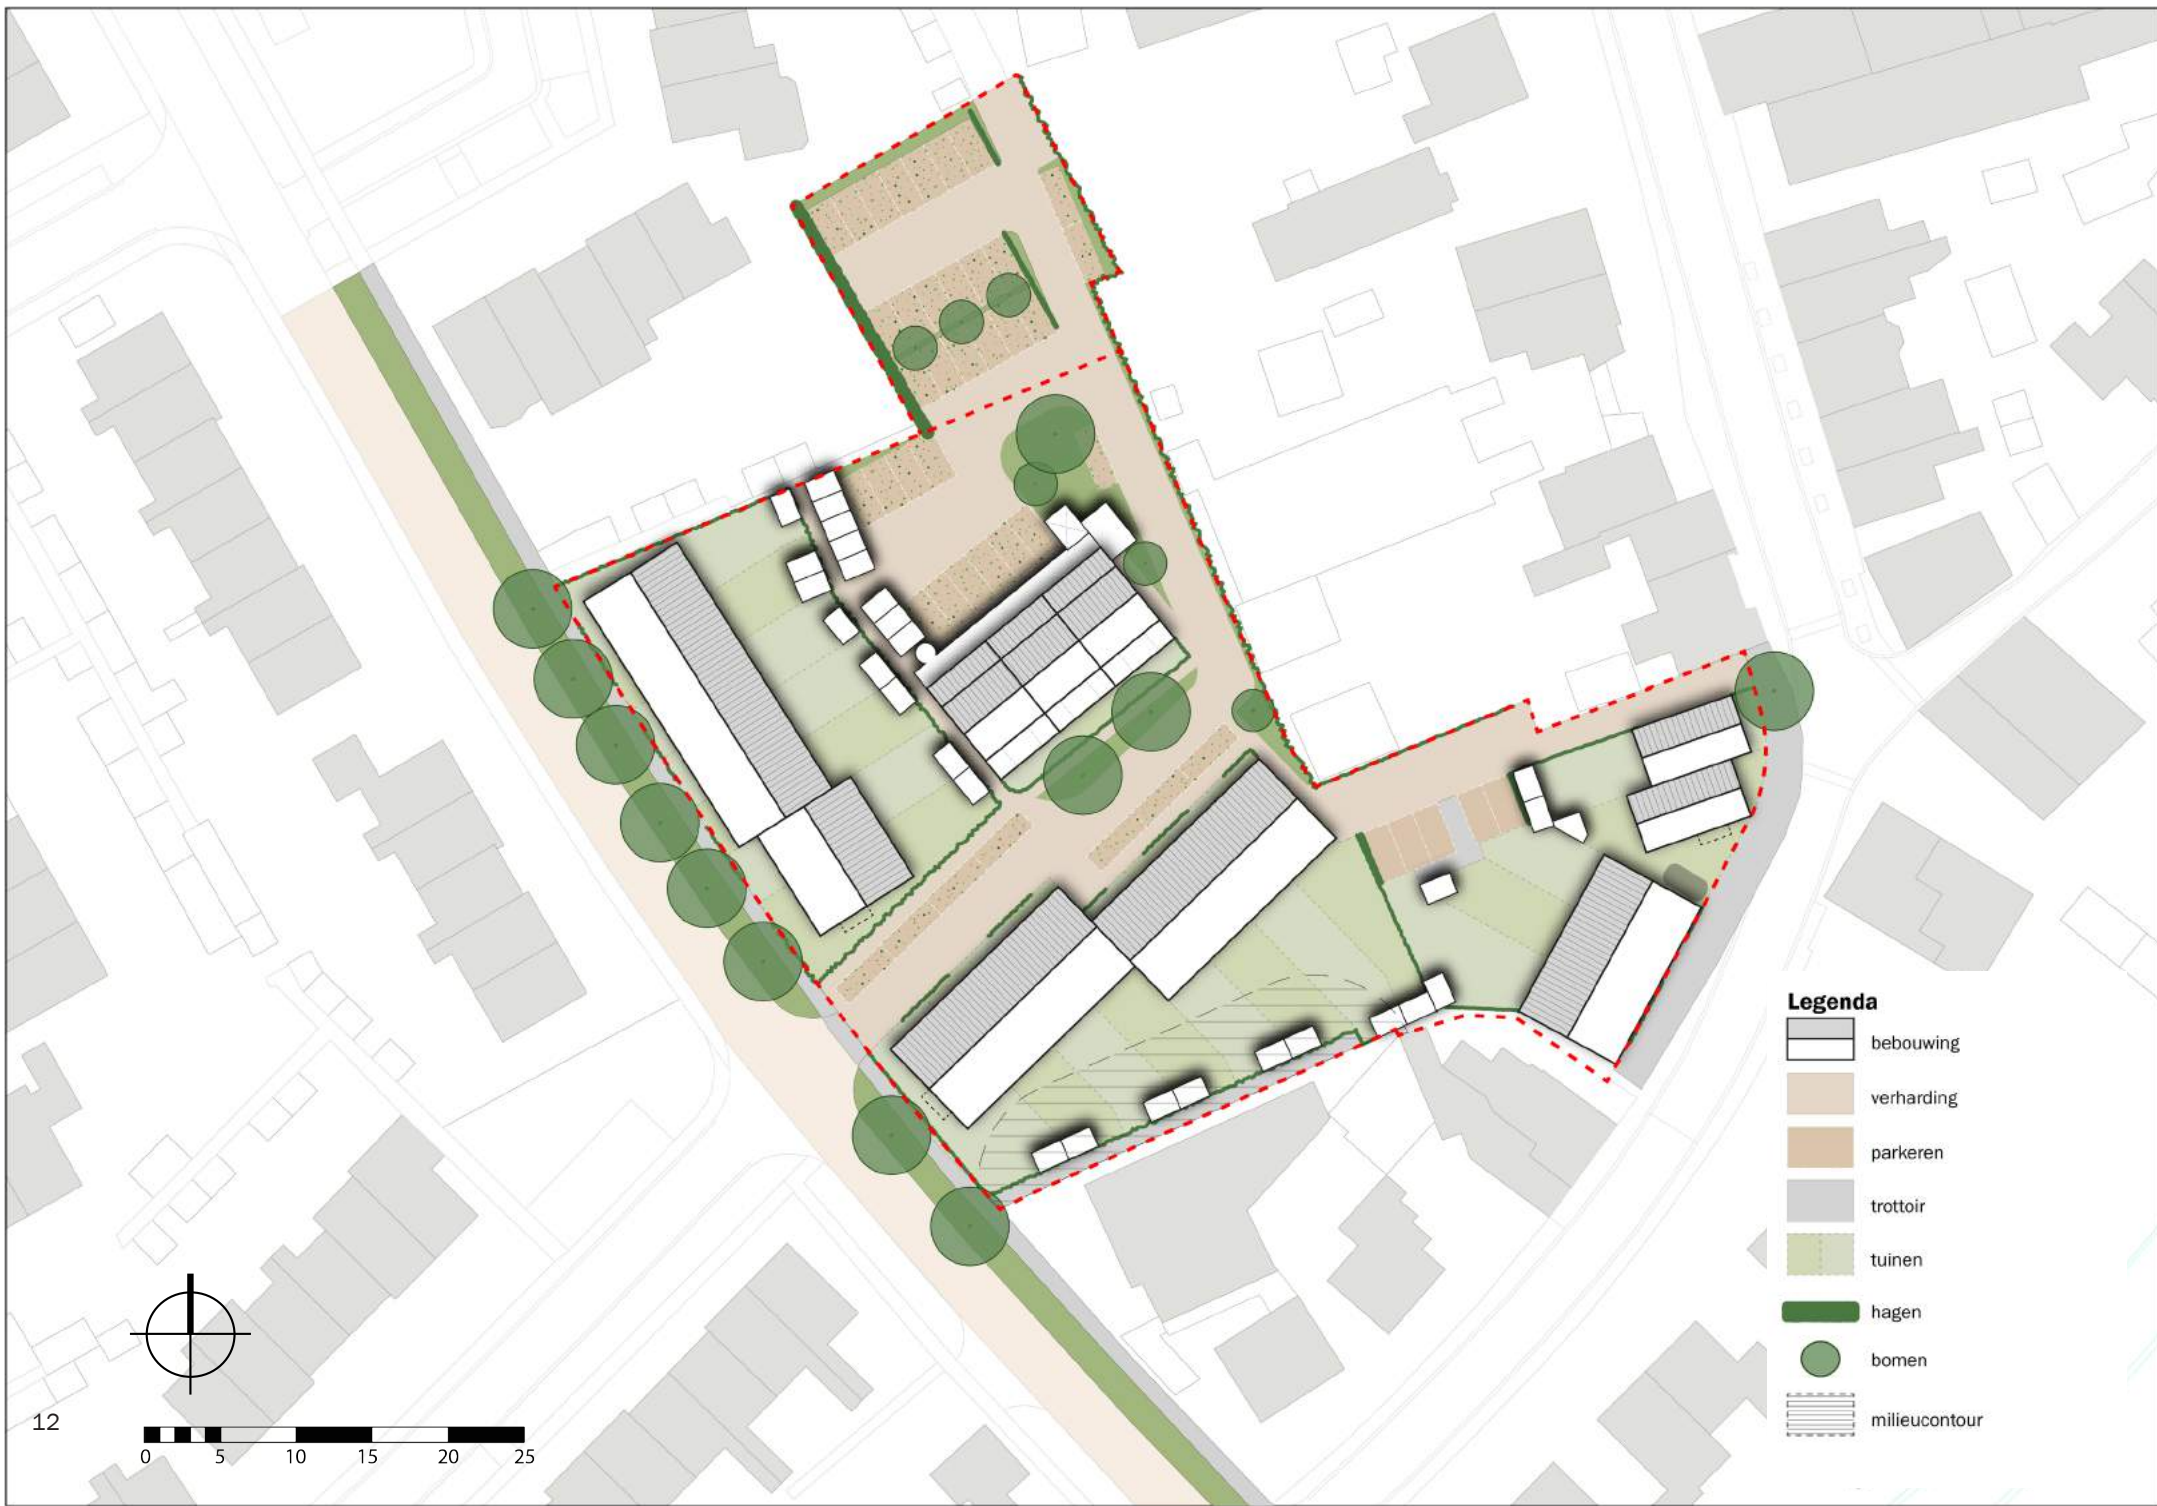 Legenda
bebouwing
verharding
parkeren
trottoir
tuinen
hagen
bomen
milieucontour
12
0 5 10 15 20 25